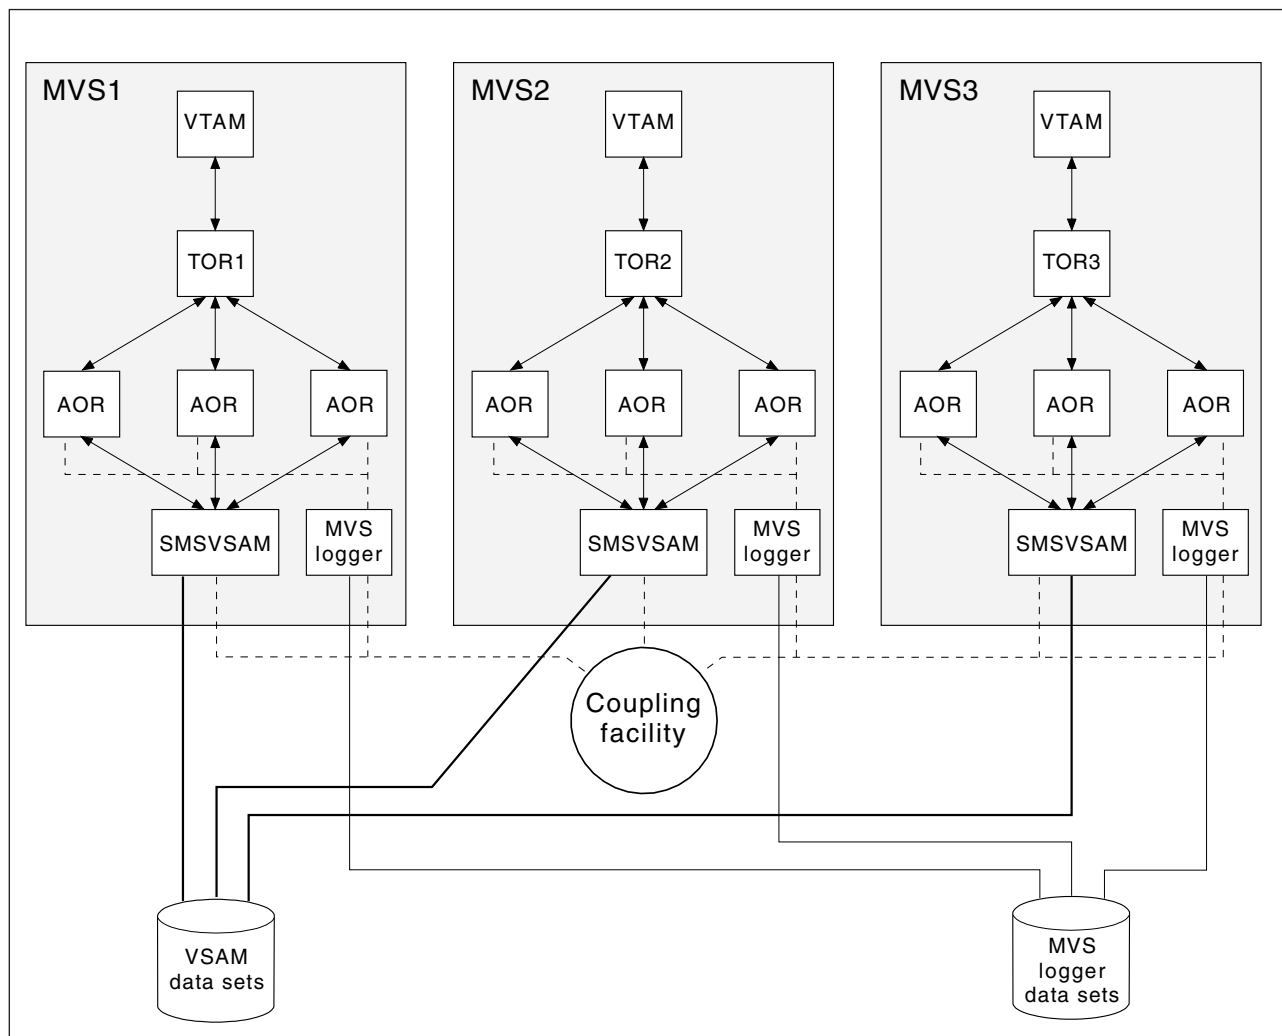 MVS1
MVS2
MVS3
VTAM
VTAM
VTAM
TOR1
TOR2
TOR3
AOR
AOR
AOR
AOR
AOR
AOR
AOR
AOR
AOR
SMSVSAM
MVS
logger
SMSVSAM
MVS
logger
SMSVSAM
MVS
logger
Coupling
facility
VSAM
data sets
MVS
logger
data sets